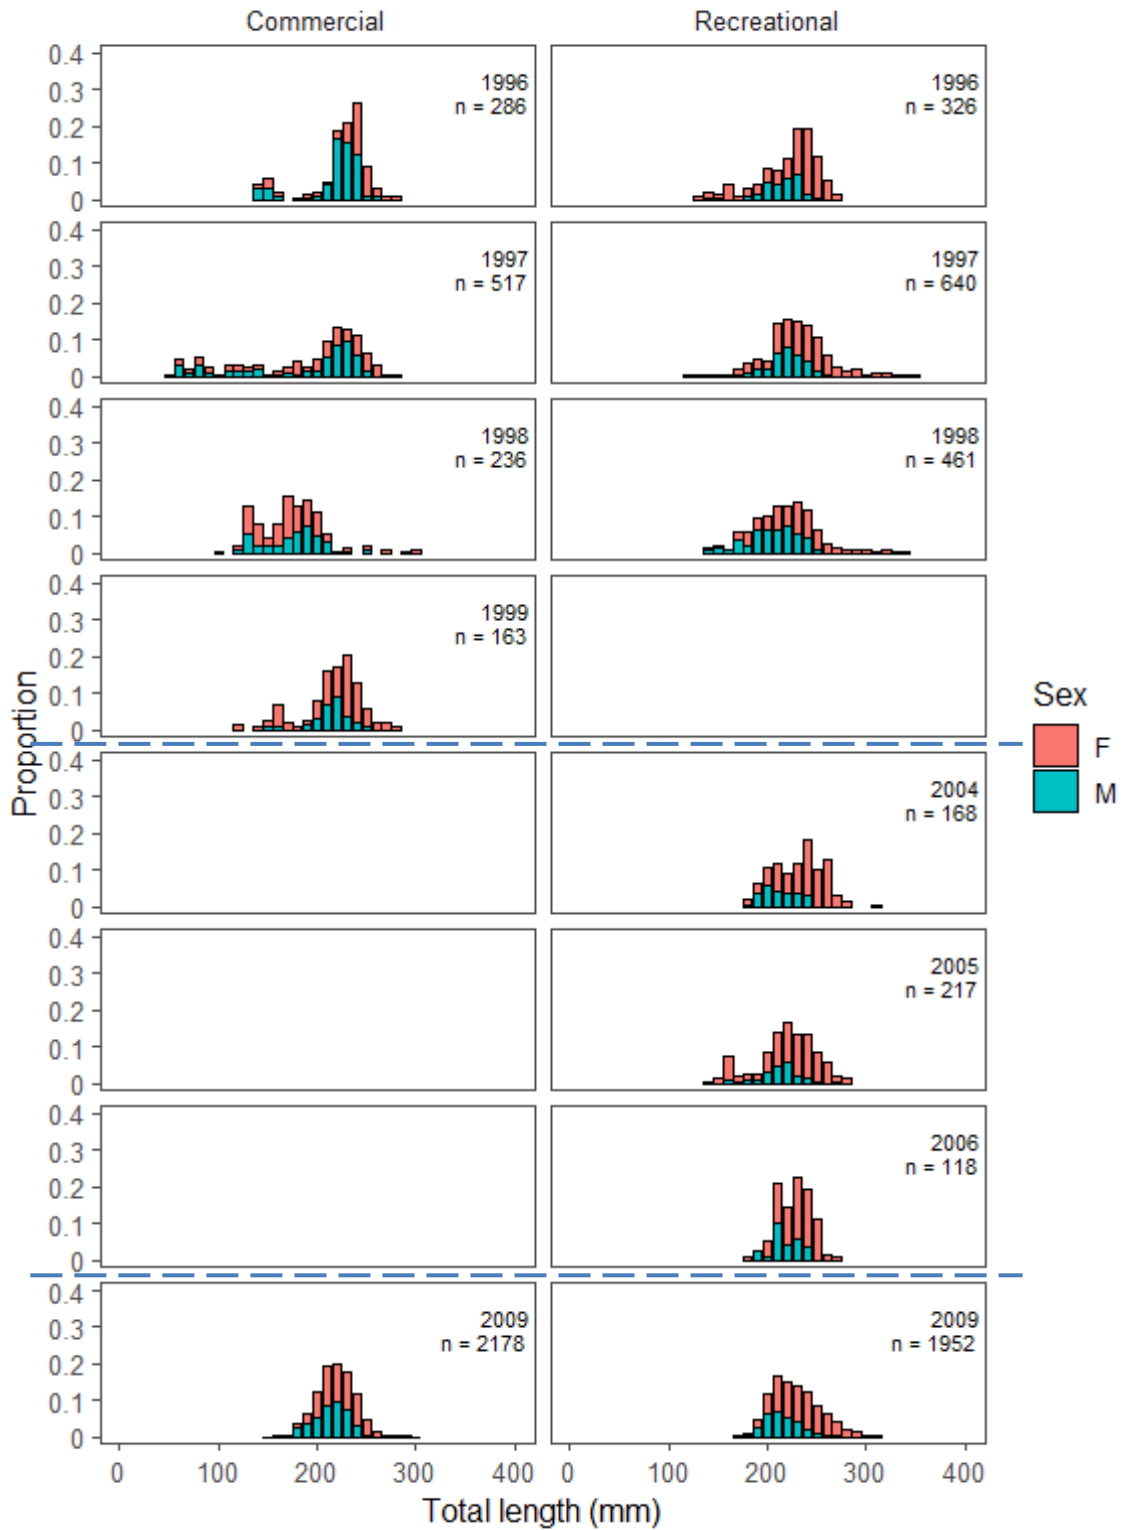 Commercial Recreational
0.4
0.3
0.2
0.1
0
1996
n = 286
1996
n = 326
0.4
0.3
0.2
0.1
0
1997
n = 517
1997
n = 640
0.4
0.3
0.2
0.1
0
1998
n = 236
1998
n = 461
0.4
0.3
0.2
0.1
0
1999
n = 163
Proportion
Sex
F
M
0.4
0.3
0.2
0.1
0
2004
n = 168
0.4
0.3
0.2
0.1
0
2005
n = 217
0.4
0.3
0.2
0.1
0
2006
n = 118
0.4
0.3
0.2
0.1
0
2009
n = 2178
2009
n = 1952
0 100 200 300 400 0 100 200 300 400
Total length (mm)